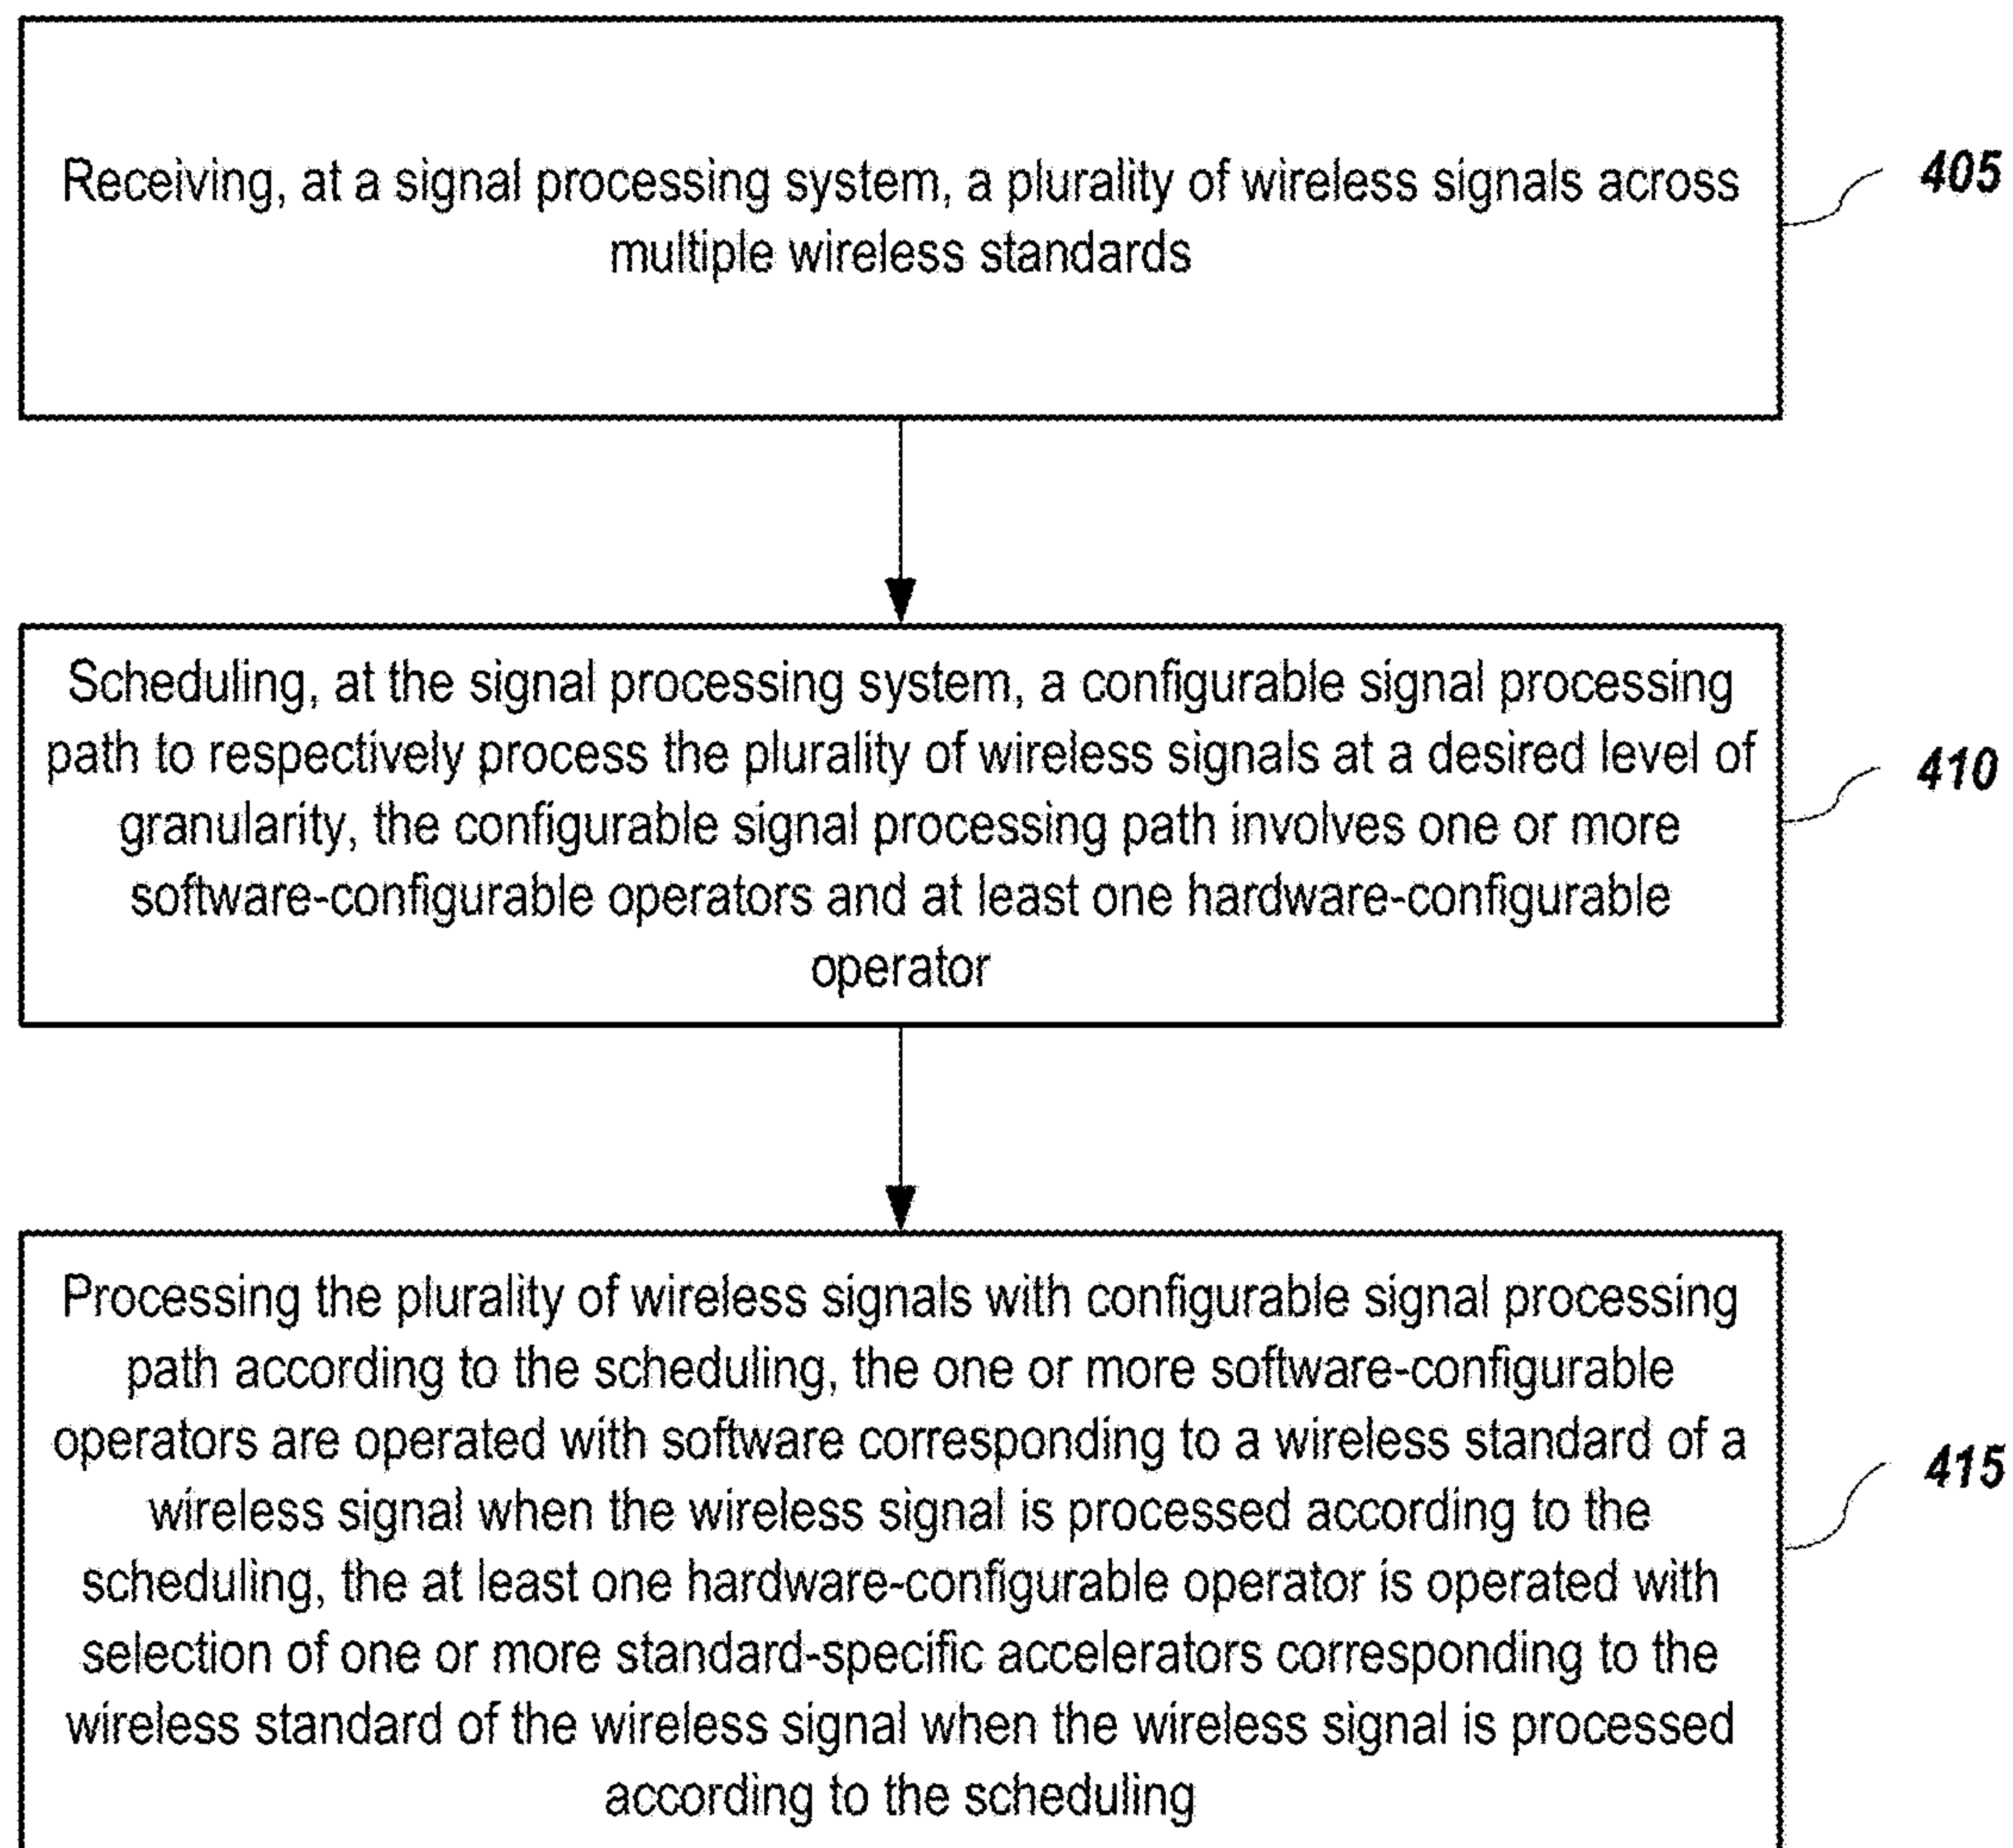 Receiving, at a signal processing system, a plurality of wireless signals across
multiple wireless standards
405
Scheduling, at the signal processing system, a configurable signal processing
path to respectively process the plurality of wireless signals at a desired level of
granularity, the configurable signal processing path involves one or more
software-configurable operators and at least one hardware-configurable
operator
410
Processing the plurality of wireless signals with configurable signal processing
path according to the scheduling, the one or more software-configurable
operators are operated with software corresponding to a wireless standard of a
wireless signal when the wireless signal is processed according to the
scheduling, the at least one hardware-configurable operator is operated with
selection of one or more standard-specific accelerators corresponding to the
wireless standard of the wireless signal when the wireless signal is processed
according to the scheduling
415